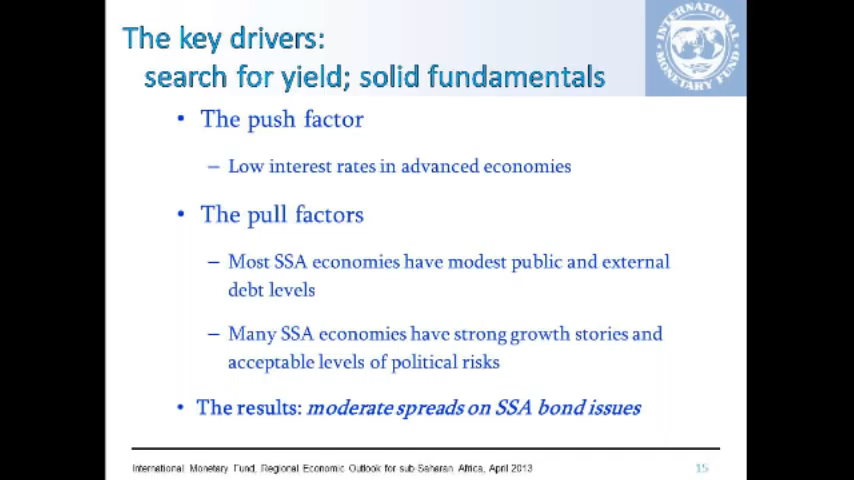 The key drivers:
search for yield; solid fundamentals
INTERNATIONAL MONETARY FUND
• The push factor
– Low interest rates in advanced economies
• The pull factors
– Most SSA economies have modest public and external
debt levels
– Many SSA economies have strong growth stories and
acceptable levels of political risks
• The results: moderate spreads on SSA bond issues
International Monetary Fund, Regional Economic Outlook for sub-Saharan Africa, April 2013
15